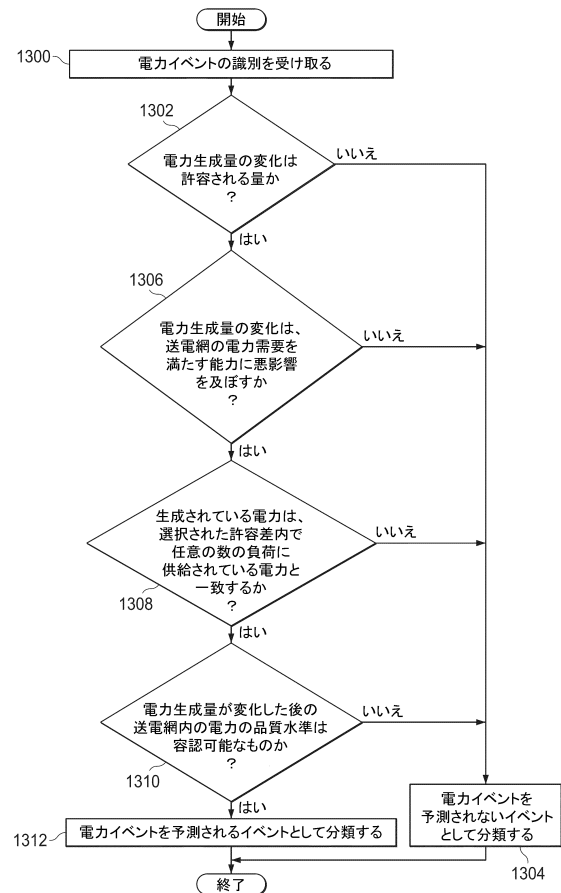 開始
1300
電力イベントの識別を受け取る
1302
電力生成量の変化は
許容される量か
?
いいえ
はい
1306
電力生成量の変化は、
送電網の電力需要を
満たす能力に悪影響
を及ぼすか
?
いいえ
はい
生成されている電力は、
選択された許容差内で
任意の数の負荷に
供給されている電力と
一致するか
?
1308
いいえ
はい
電力生成量が変化した後の
送電網内の電力の品質水準は
容認可能なものか
?
1310
いいえ
はい
1312
電力イベントを予測されるイベントとして分類する
電力イベントを
予測されないイベント
として分類する
1304
終了